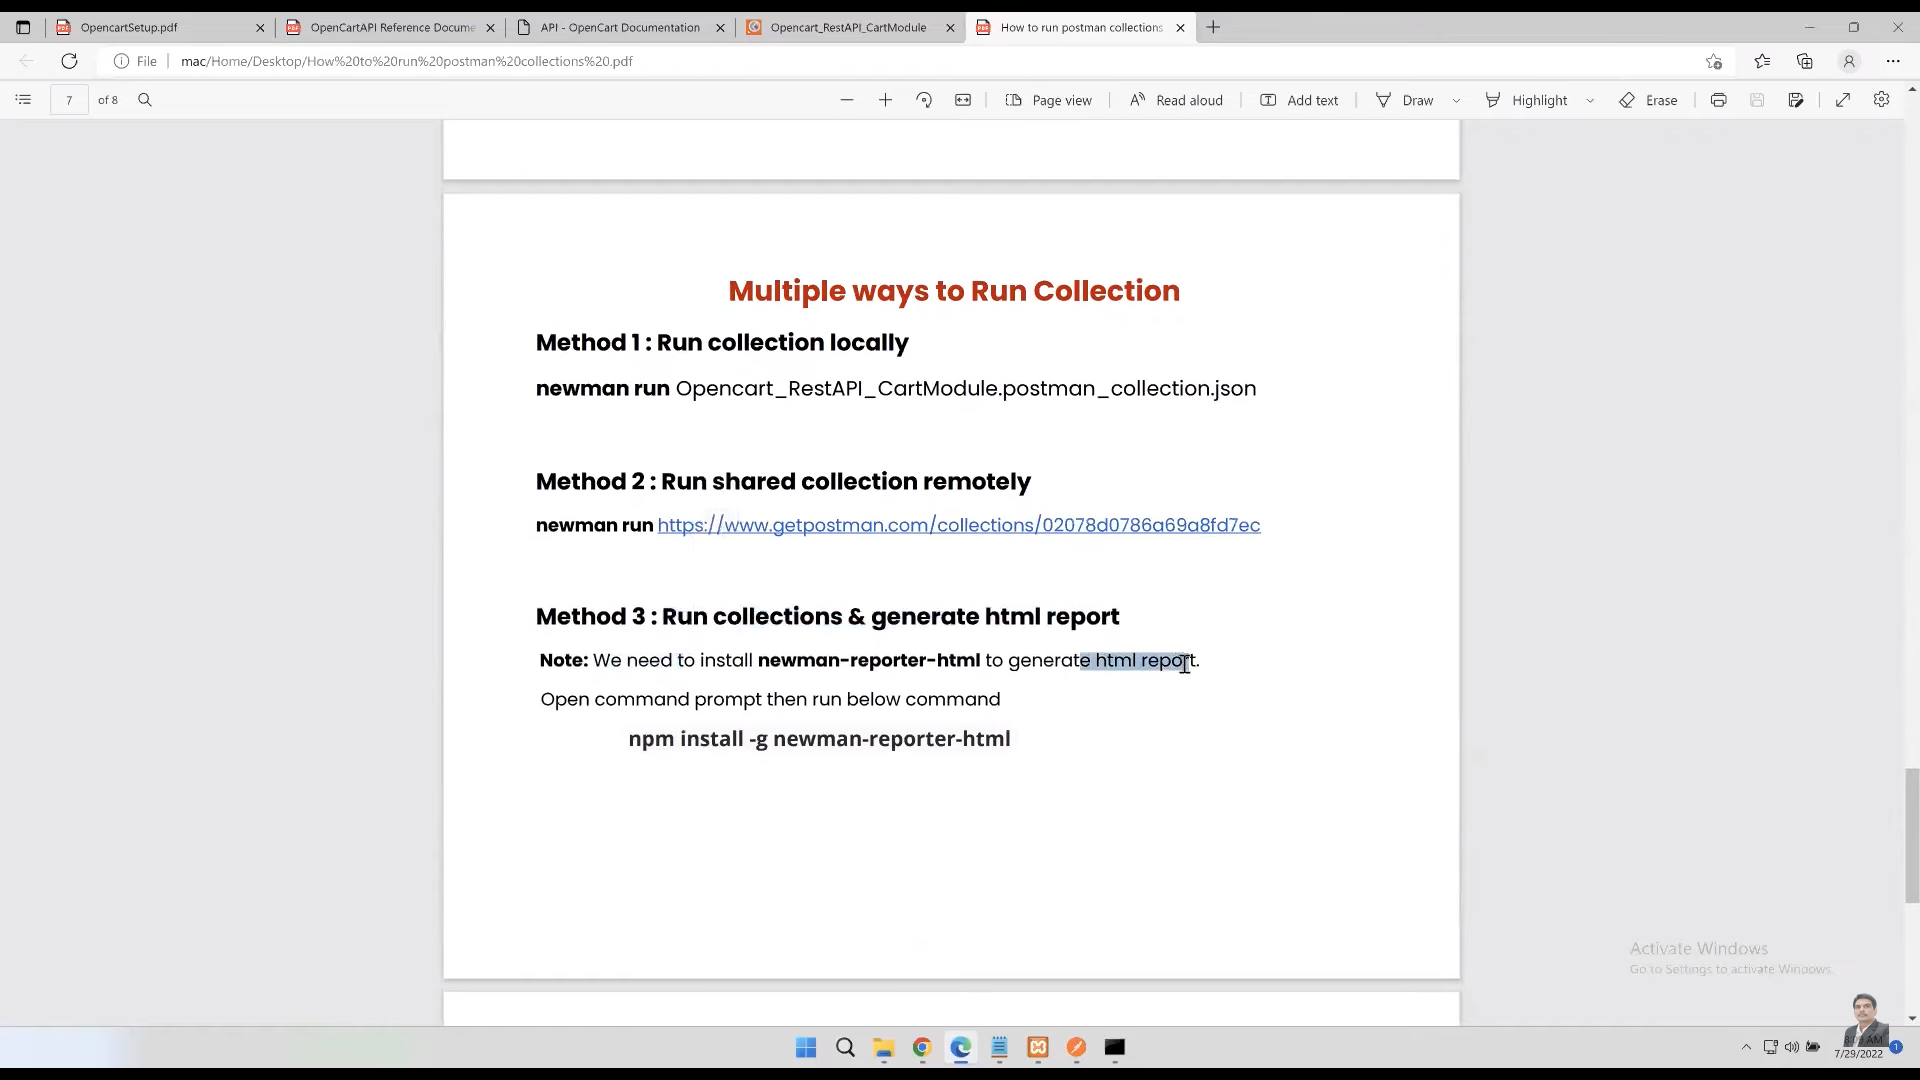 OpencartSetup.pdf
OpenCartAPI Reference Docume
API - OpenCart Documentation
Opencart_RestAPI_CartModule
How to run postman collections
File
mac/Home/Desktop/How%20to%20run%20postman%20collections%20.pdf
7 of 8
Page view
Read aloud
Add text
Draw
Highlight
Erase
Multiple ways to Run Collection
Method 1 : Run collection locally
newman run Opencart_RestAPI_CartModule.postman_collection.json
Method 2 : Run shared collection remotely
newman run https://www.getpostman.com/collections/02078d0786a69a8fd7ec
Method 3 : Run collections & generate html report
Note: We need to install newman-reporter-html to generate html report.
Open command prompt then run below command
npm install -g newman-reporter-html
Activate Windows
Go to Settings to activate Windows.
7/29/2022
1